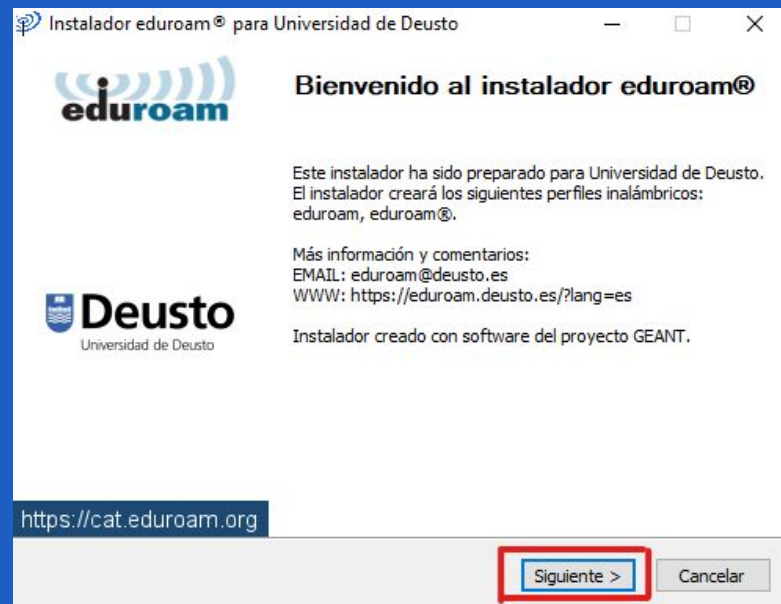 Instalador eduroam® para Universidad de Deusto
eduroam
Bienvenido al instalador eduroam®
Este instalador ha sido preparado para Universidad de Deusto.
El instalador creará los siguientes perfiles inalámbricos:
eduroam, eduroam®.
Más información y comentarios:
EMAIL: eduroam@deusto.es
WWW: https://eduroam.deusto.es/?lang=es
Instalador creado con software del proyecto GEANT.
Deusto
Universidad de Deusto
https://cat.eduroam.org
Siguiente >
Cancelar